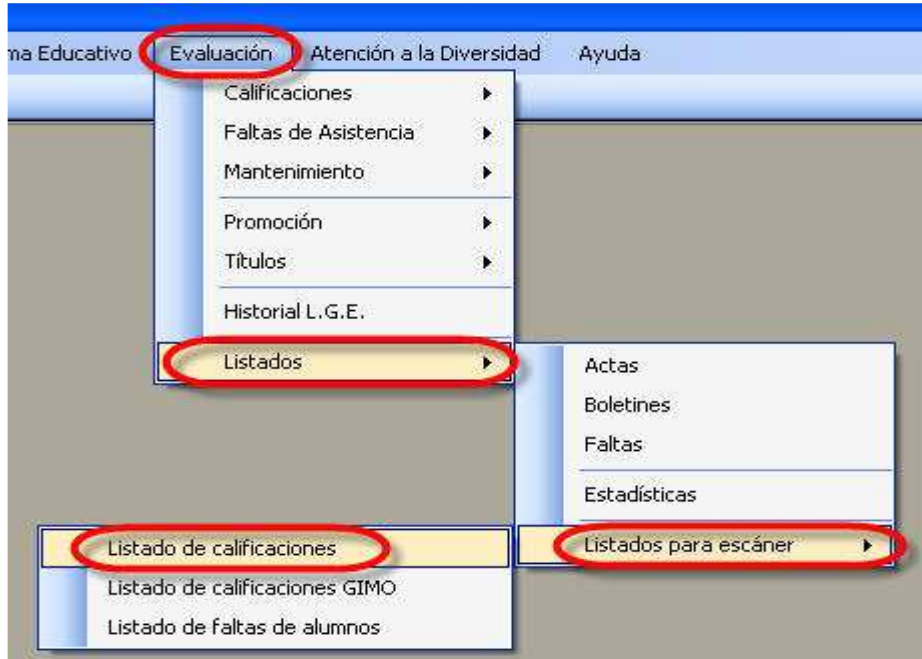 ma Educativo Evaluación Atención a la Diversidad Ayuda
Calificaciones
Faltas de Asistencia
Mantenimiento
Promoción
Títulos
Historial L.G.E.
Listados
Actas
Boletines
Faltas
Estadísticas
Listados para escáner
Listado de calificaciones
Listado de calificaciones GIMO
Listado de faltas de alumnos